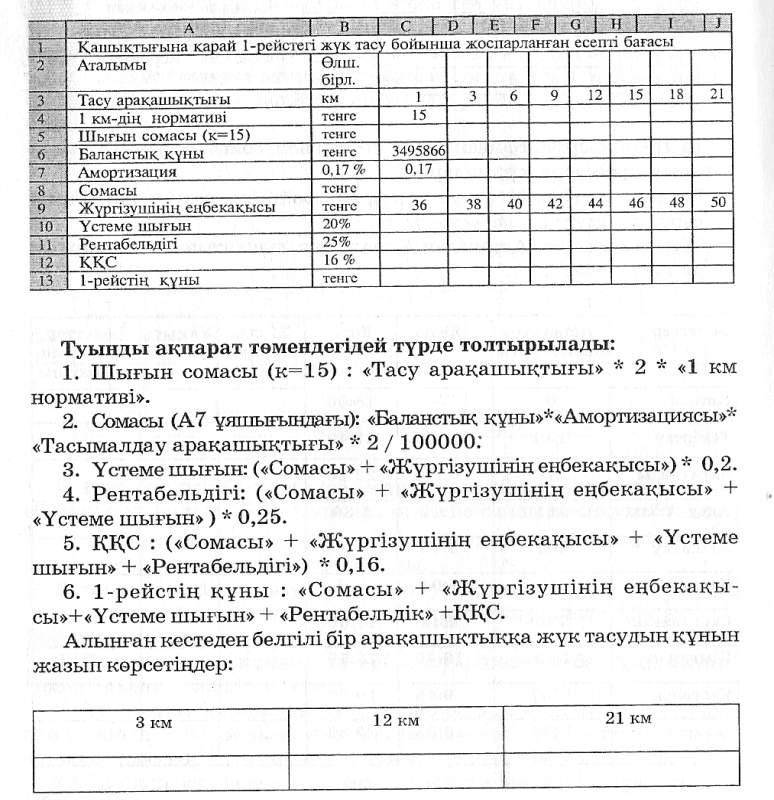 A B C D E F G H I J
1 Қашықтығына қарай 1-рейстегі жүк тасу бойынша жоспарланған есепті бағасы
2 Аталымы Өлш. бірл.
3 Тасу арақашықтығы км 1 3 6 9 12 15 18 21
4 1 км-дің нормативі тенге 15
5 Шығын сомасы (к=15) тенге
6 Баланстық құны тенге 3495866
7 Амортизация 0,17 % 0,17
8 Сомасы тенге
9 Жүргізушінің еңбекақысы тенге 36 38 40 42 44 46 48 50
10 Үстеме шығын 20%
11 Рентабельдігі 25%
12 ҚҚС 16 %
13 1-рейстің құны тенге
Туынды ақпарат төмендегідей түрде толтырылады:
1. Шығын сомасы (к=15) : «Тасу арақашықтығы» * 2 * «1 км
нормативі».
2. Сомасы (А7 ұяшығындағы): «Баланстық құны»*«Амортизациясы»*
«Тасымалдау арақашықтығы» * 2 / 100000.
3. Үстеме шығын: («Сомасы» + «Жүргізушінің еңбекақысы») * 0,2.
4. Рентабельдігі: («Сомасы» + «Жүргізушінің еңбекақысы» +
«Үстеме шығын» ) * 0,25.
5. ҚҚС : («Сомасы» + «Жүргізушінің еңбекақысы» + «Үстеме
шығын» + «Рентабельдігі») * 0,16.
6. 1-рейстің құны : «Сомасы» + «Жүргізушінің еңбекақы-
сы»+«Үстеме шығын» + «Рентабельдік» +ҚҚС.
Алынған кестеден белгілі бір арақашықтыққа жүк тасудың құнын
жазып көрсетіңдер:
3 км 12 км 21 км